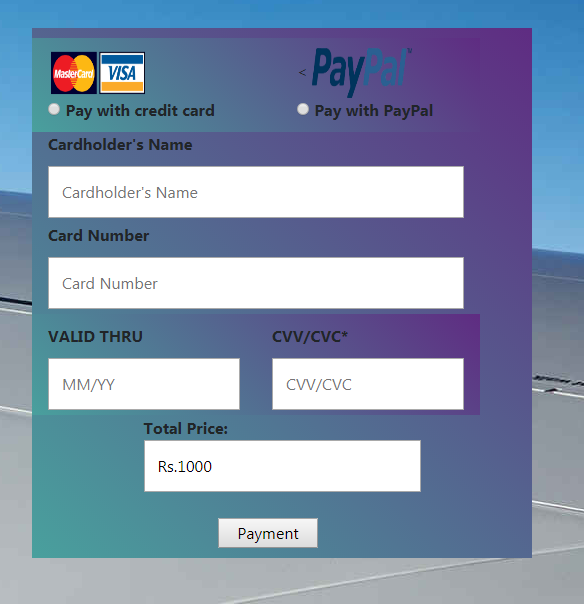 MasterCard VISA < PayPal
Pay with credit card Pay with PayPal
Cardholder's Name
Cardholder's Name
Card Number
Card Number
VALID THRU CVV/CVC*
MM/YY CVV/CVC
Total Price:
Rs.1000
Payment